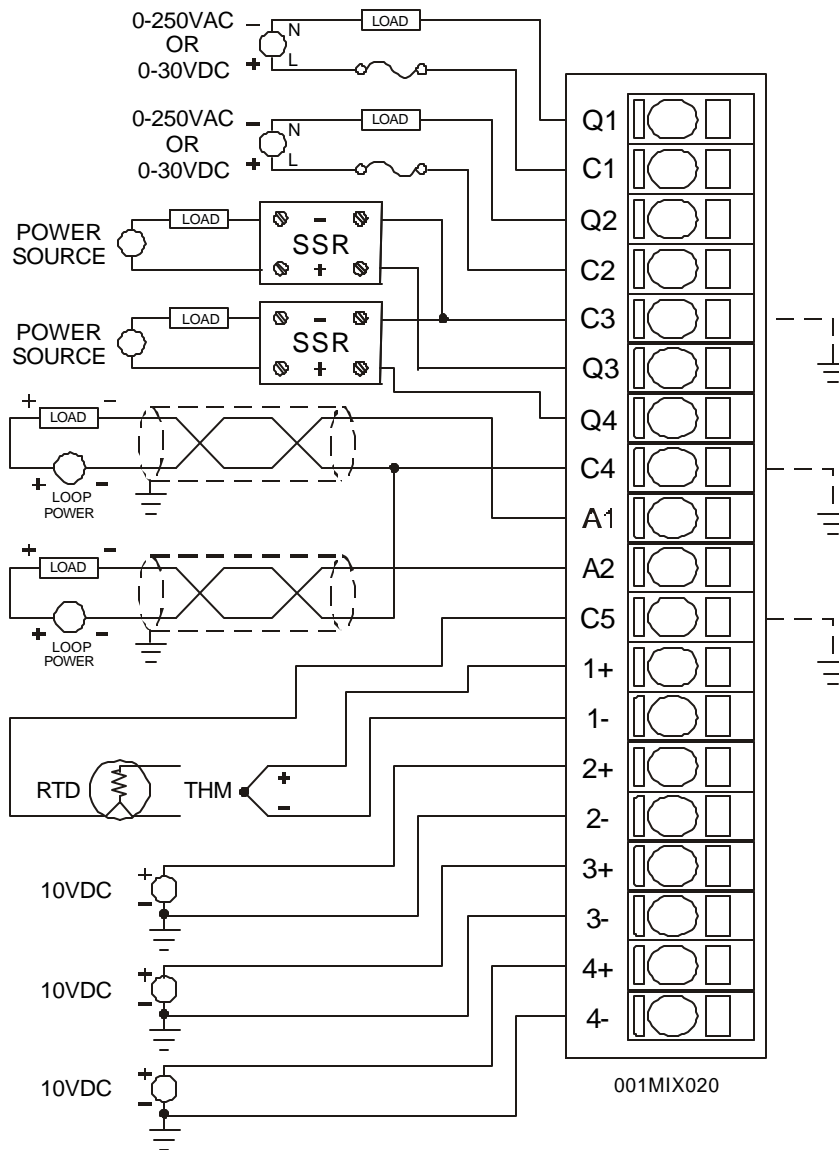 0-250VAC
OR
0-30VDC
- N
+ L
LOAD
0-250VAC
OR
0-30VDC
- N
+ L
LOAD
POWER
SOURCE
LOAD
-
SSR
+
POWER
SOURCE
LOAD
-
SSR
+
+ -
LOAD
+ -
LOOP
POWER
+ -
LOAD
+ -
LOOP
POWER
RTD
THM
+
-
10VDC
+
-
10VDC
+
-
10VDC
+
-
Q1
C1
Q2
C2
C3
Q3
Q4
C4
A1
A2
C5
1+
1-
2+
2-
3+
3-
4+
4-
001MIX020